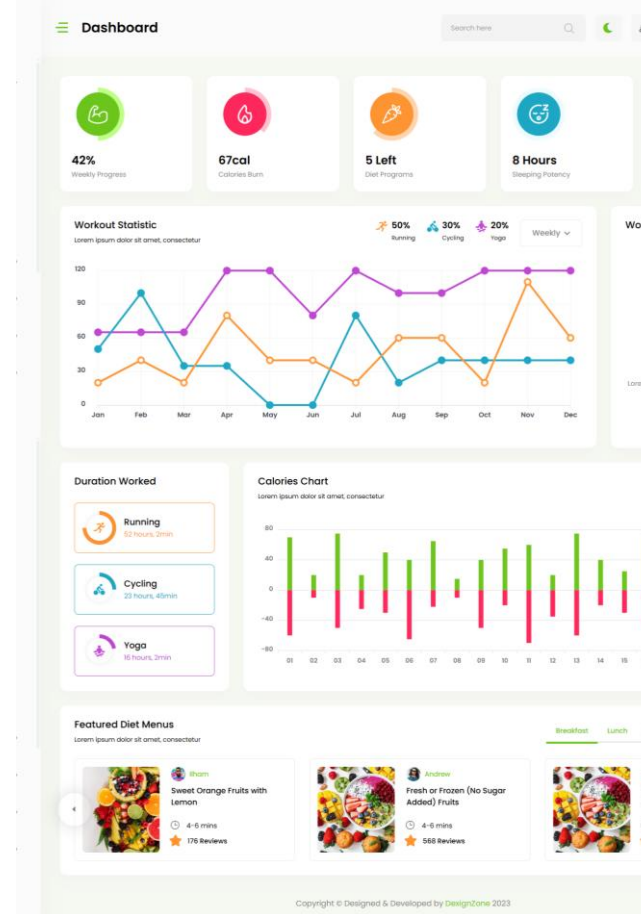 Dashboard
Search here
42%
Weekly Progress
67cal
Calories Burn
5 Left
Diet Programs
8 Hours
Sleeping Potency
Workout Statistic
Lorem ipsum dolor sit amet, consectetur
50%
Running
30%
Cycling
20%
Yoga
Weekly
Wo
120
90
60
30
0
Jan Feb Mar Apr May Jun Jul Aug Sep Oct Nov Dec
Lore
Duration Worked
Running
52 hours, 2min
Cycling
23 hours, 45min
Yoga
16 hours, 2min
Calories Chart
Lorem ipsum dolor sit amet, consectetur
80
40
0
-40
-80
01 02 03 04 05 06 07 08 09 10 11 12 13 14 15
Featured Diet Menus
Lorem ipsum dolor sit amet, consectetur
Breakfast Lunch
Ilham
Sweet Orange Fruits with
Lemon
4-6 mins
176 Reviews
Andrew
Fresh or Frozen (No Sugar
Added) Fruits
4-6 mins
568 Reviews
Copyright © Designed & Developed by DexignZone 2023